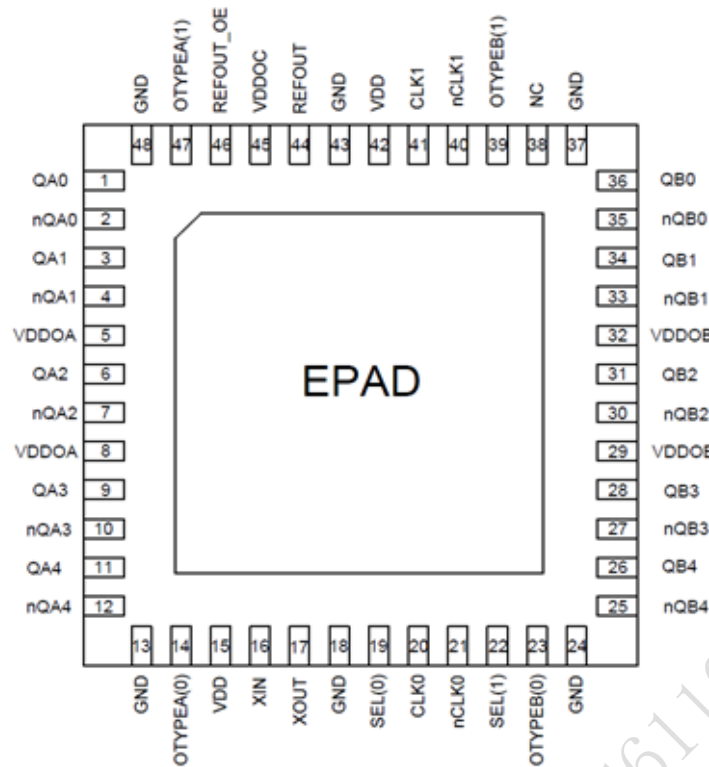 GND OTYPEA(1) REFOUT_OE VDDOC REFOUT GND VDD CLK1 nCLK1 OTYPEB(1) NC GND
48 47 46 45 44 43 42 41 40 39 38 37
QA0 1 36 QB0
nQA0 2 35 nQB0
QA1 3 34 QB1
nQA1 4 33 nQB1
VDDOA 5 32 VDDOB
QA2 6 31 QB2
EPAD
nQA2 7 30 nQB2
VDDOA 8 29 VDDOB
QA3 9 28 QB3
nQA3 10 27 nQB3
QA4 11 26 QB4
nQA4 12 25 nQB4
13 14 15 16 17 18 19 20 21 22 23 24
GND OTYPEA(0) VDD XIN XOUT GND SEL(0) CLK0 nCLK0 SEL(1) OTYPEB(0) GND